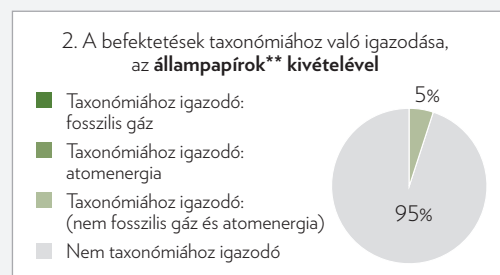 2. A befektetések taxonómiához való igazodása,
az állampapírok** kivételével
Taxonómiához igazodó:
fosszilis gáz
Taxonómiához igazodó:
atomenergia
Taxonómiához igazodó:
(nem fosszilis gáz és atomenergia)
Nem taxonómiához igazodó
5%
95%